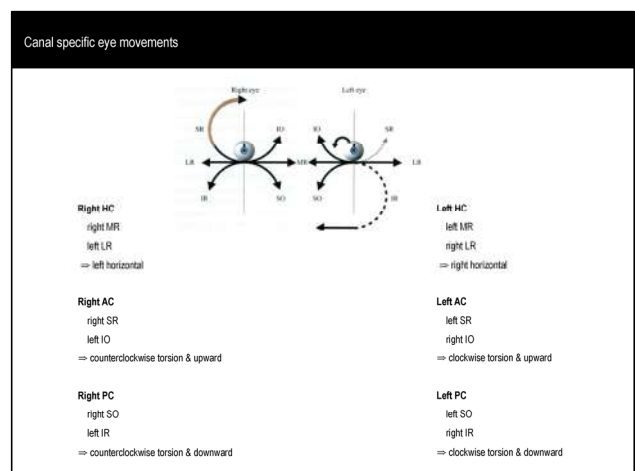 Canal specific eye movements
Right eye
Left eye
SR
IO
IO
SR
LR
MR
LR
IR
SO
SO
IR
Right HC
right MR
left LR
⇒ left horizontal
Right AC
right SR
left IO
⇒ counterclockwise torsion & upward
Right PC
right SO
left IR
⇒ counterclockwise torsion & downward
Left HC
left MR
right LR
⇒ right horizontal
Left AC
left SR
right IO
⇒ clockwise torsion & upward
Left PC
left SO
right IR
⇒ clockwise torsion & downward